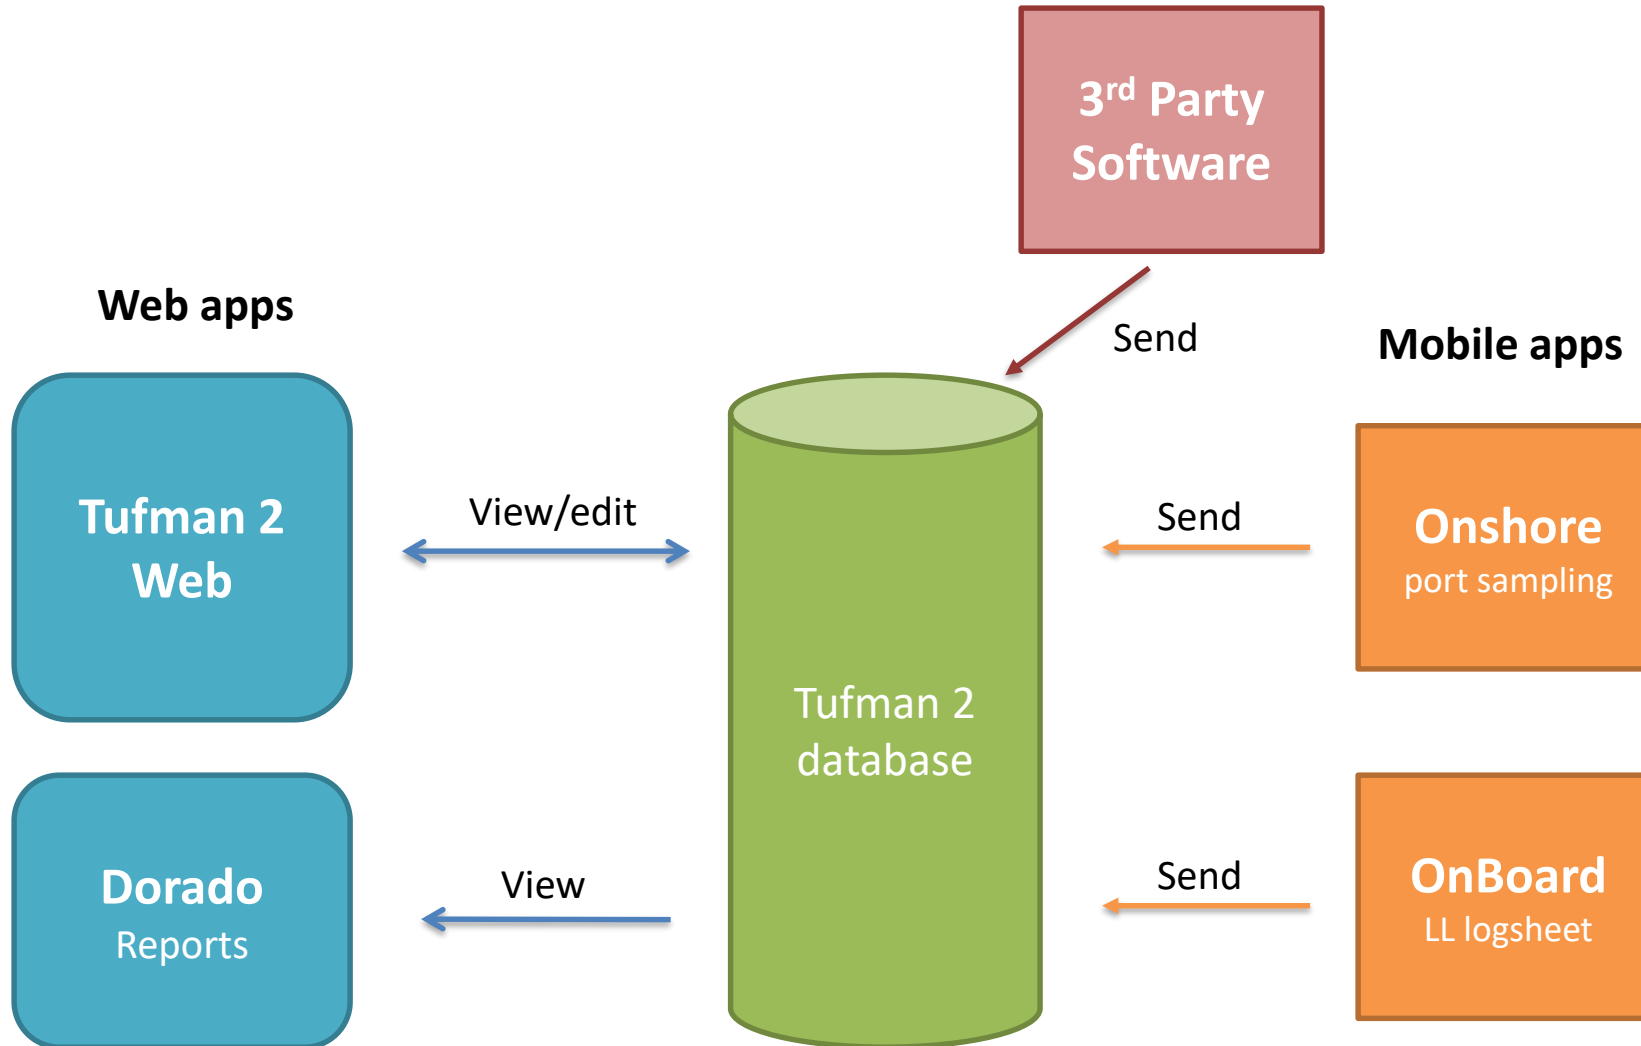 3rd Party
Software
Web apps
Send
Mobile apps
Tufman 2
Web
View/edit
Send
Onshore
port sampling
Tufman 2
database
Dorado
Reports
View
Send
OnBoard
LL logsheet